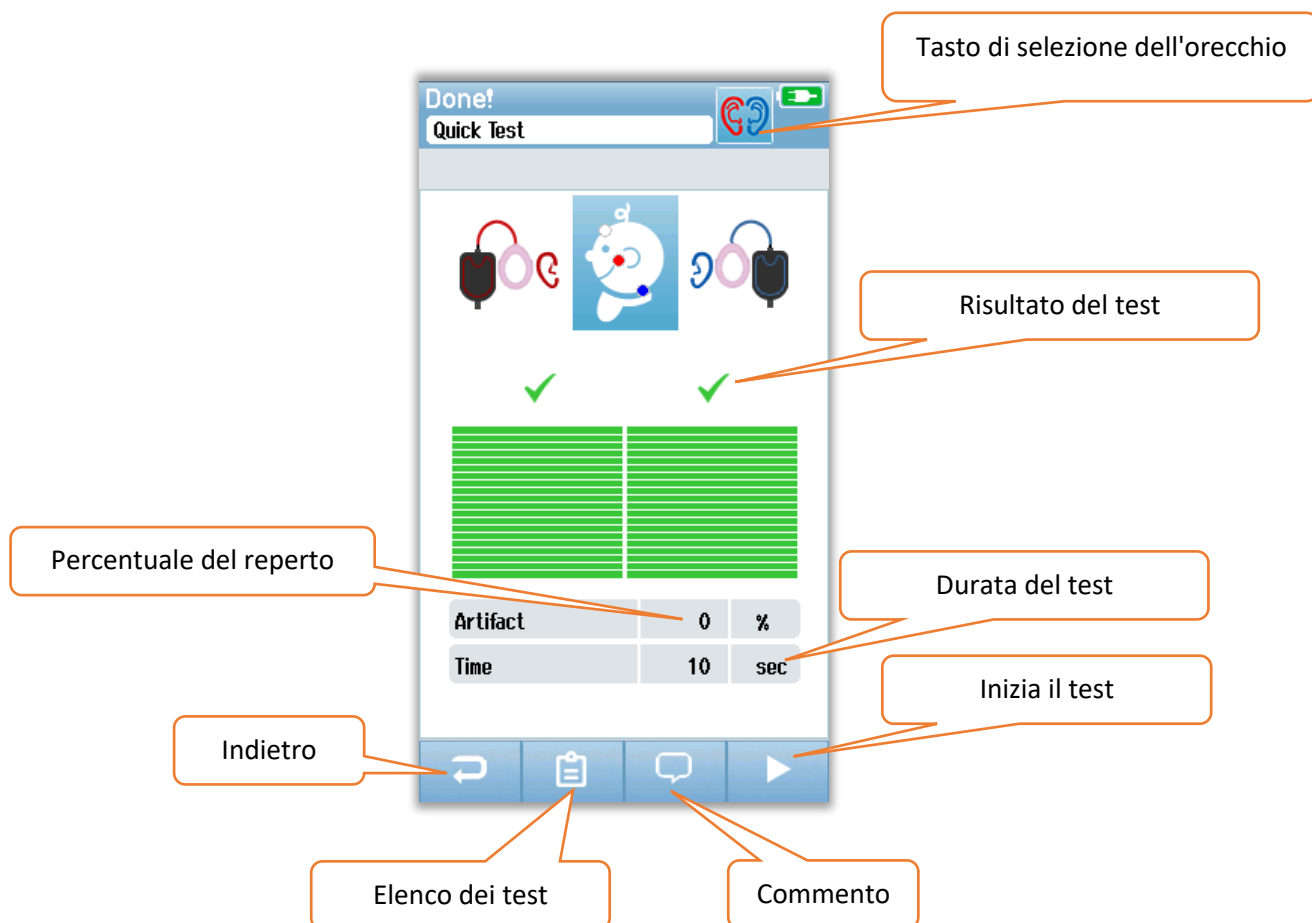 Tasto di selezione dell'orecchio
Done!
Quick Test
Risultato del test
Percentuale del reperto
Durata del test
Artifact 0 %
Time 10 sec
Inizia il test
Indietro
Elenco dei test
Commento